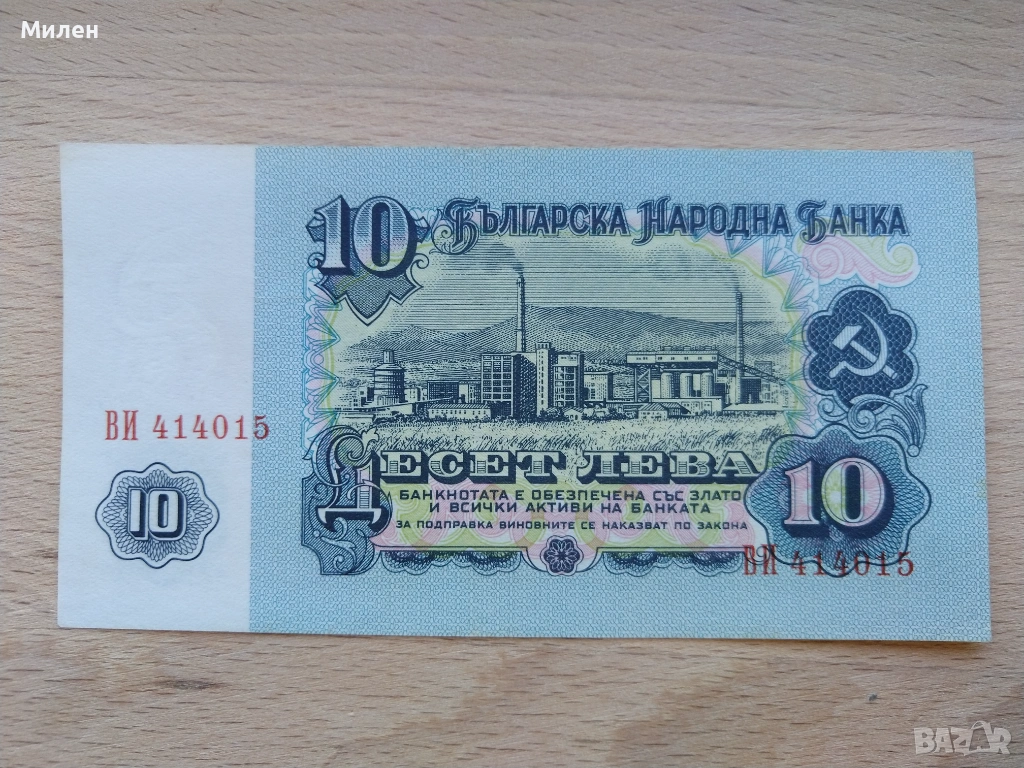 Милен
10 Българска Народна Банка
ВИ 414015
ДЕСЕТ ЛЕВА
БАНКНОТАТА Е ОБЕЗПЕЧЕНА СЪС ЗЛАТО
И ВСИЧКИ АКТИВИ НА БАНКАТА
ЗА ПОДПРАВКА ВИНОВНИТЕ СЕ НАКАЗВАТ ПО ЗАКОНА
10
10
ВИ 414015
BAZAR